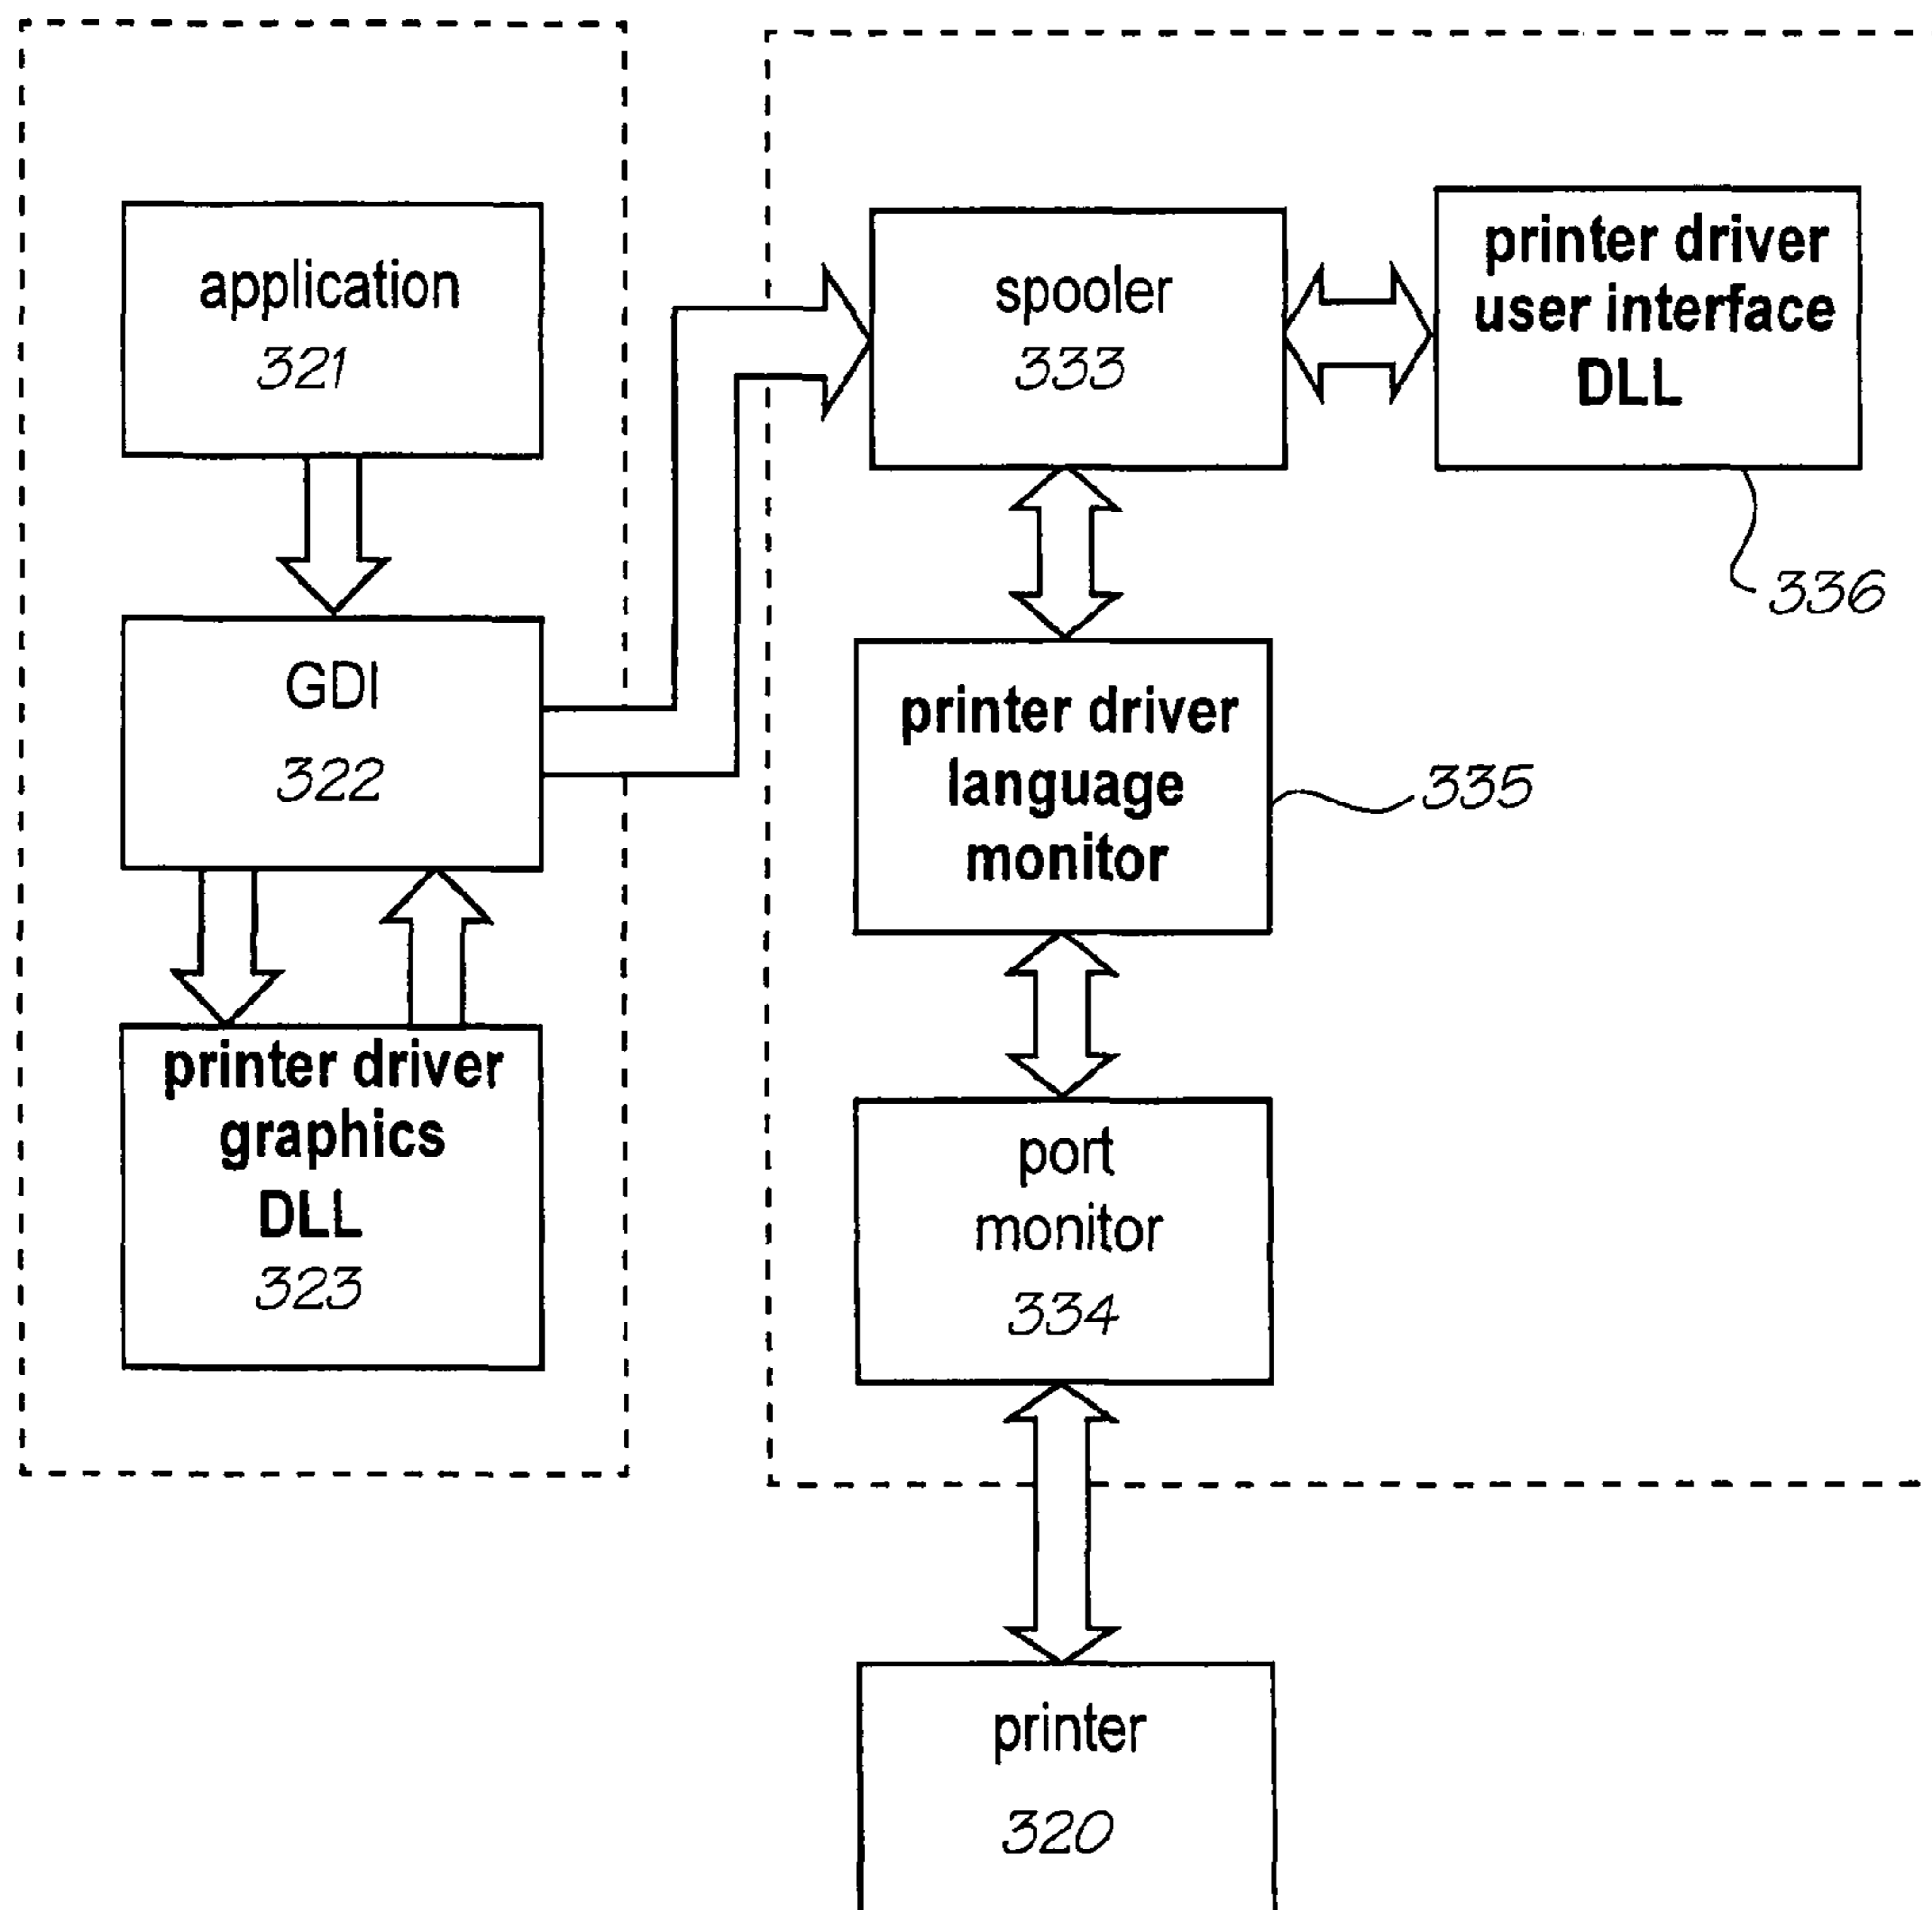 application
321
GDI
322
printer driver
graphics
DLL
323
spooler
333
printer driver
user interface
DLL
336
printer driver
language
monitor
335
port
monitor
334
printer
320